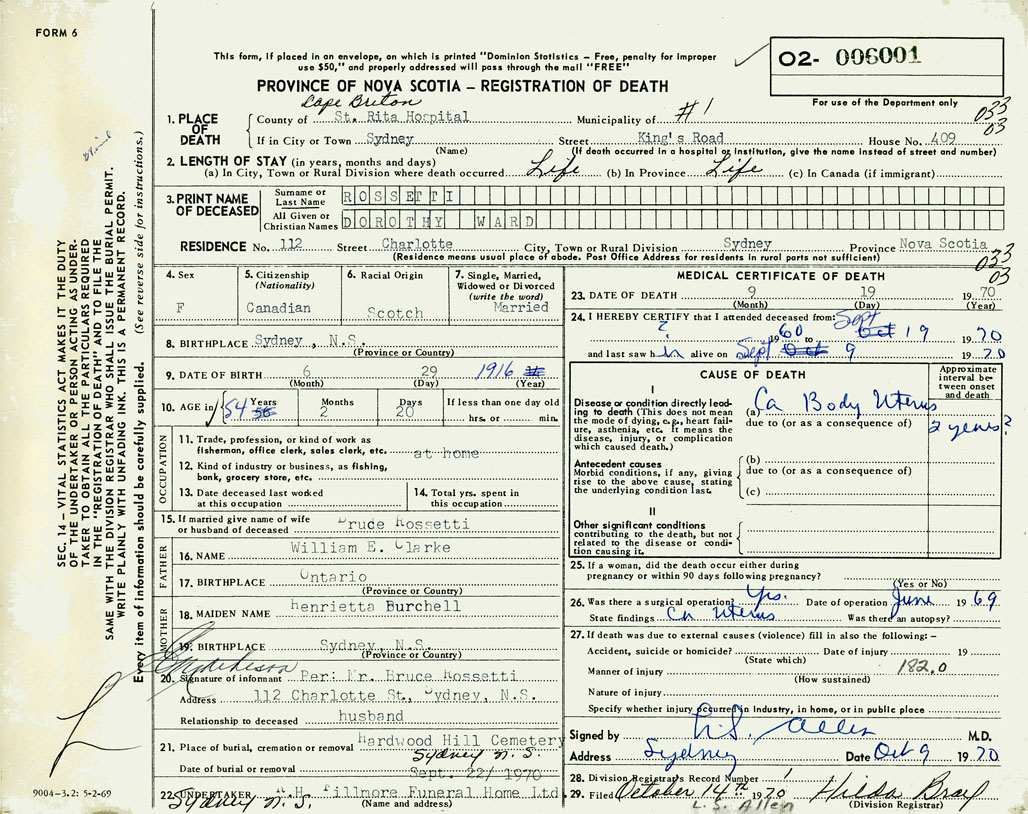 FORM 6
This form, if placed in an envelope, on which is printed "Dominion Statistics – Free, penalty for improper
use $50," and properly addressed will pass through the mail "FREE"
O2- 006001
For use of the Department only
PROVINCE OF NOVA SCOTIA – REGISTRATION OF DEATH
Cape Breton
1. PLACE OF DEATH
County of St. Rita Hospital Municipality of #1
033
03
If in City or Town Sydney Street King's Road House No. 409
(Name) (If death occurred in a hospital or institution, give the name instead of street and number)
2. LENGTH OF STAY (in years, months and days)
(a) In City, Town or Rural Division where death occurred Life (b) In Province Life (c) In Canada (if immigrant)
3. PRINT NAME OF DECEASED
Surname or Last Name ROSSETTI
All Given or Christian Names DOROTHY WARD
RESIDENCE No. 112 Street Charlotte City, Town or Rural Division Sydney Province Nova Scotia
(Residence means usual place of abode. Post Office Address for residents in rural parts not sufficient)
033
03
4. Sex F
5. Citizenship (Nationality) Canadian
6. Racial Origin Scotch
7. Single, Married, Widowed or Divorced (write the word) Married
8. BIRTHPLACE Sydney, N.S.
(Province or Country)
9. DATE OF BIRTH 6 29 1916
(Month) (Day) (Year)
10. AGE in 54 Years 56 Months 2 Days 20 If less than one day old
hrs. or min.
OCCUPATION
11. Trade, profession, or kind of work as
fisherman, office clerk, sales clerk, etc. at home
12. Kind of industry or business, as fishing,
bank, grocery store, etc.
13. Date deceased last worked
at this occupation
14. Total yrs. spent in
this occupation
15. If married give name of wife
or husband of deceased Bruce Rossetti
FATHER
16. NAME William E. Clarke
17. BIRTHPLACE Ontario
(Province or Country)
MOTHER
18. MAIDEN NAME Henrietta Burchell
19. BIRTHPLACE Sydney, N.S.
(Province or Country)
20. Signature of informant Per: Mr. Bruce Rossetti
Address 112 Charlotte St., Sydney, N.S.
Relationship to deceased husband
21. Place of burial, cremation or removal Hardwood Hill Cemetery
Sydney N.S.
Date of burial or removal Sept. 22/1970
22. UNDERTAKER A.H. Fillmore Funeral Home Ltd
Sydney N.S. (Name and address)
MEDICAL CERTIFICATE OF DEATH
23. DATE OF DEATH 9 19 1970
(Month) (Day) (Year)
24. I HEREBY CERTIFY that I attended deceased from: Sept
? 1960 to Oct 19 1970
and last saw h in alive on Sept Oct 9 1970
CAUSE OF DEATH
Approximate interval between onset and death
I
Disease or condition directly leading to death (This does not mean the mode of dying, e.g., heart failure, asthenia, etc. It means the disease, injury, or complication which caused death.)
(a) Ca Body Uterus
due to (or as a consequence of)
2 years?
Antecedent causes
Morbid conditions, if any, giving rise to the above cause, stating the underlying condition last.
(b)
due to (or as a consequence of)
(c)
II
Other significant conditions
contributing to the death, but not related to the disease or condition causing it.
25. If a woman, did the death occur either during
pregnancy or within 90 days following pregnancy?
(Yes or No)
26. Was there a surgical operation? Yes. Date of operation June 1969
State findings Ca Uterus Was there an autopsy?
27. If death was due to external causes (violence) fill in also the following: –
Accident, suicide or homicide? Date of injury 19
(State which)
Manner of injury 182.0
(How sustained)
Nature of injury
Specify whether injury occurred in industry, in home, or in public place
Signed by L.S. Allen M.D.
Address Sydney Date Oct 9 1970
28. Division Registrar's Record Number 1
29. Filed October 14th 1970 Hilda Bray
L. S. Allen (Division Registrar)
SEC. 14 – VITAL STATISTICS ACT MAKES IT THE DUTY
OF THE UNDERTAKER OR PERSON ACTING AS UNDERTAKER TO OBTAIN ALL THE PARTICULARS REQUIRED
IN THE "REGISTRATION OF DEATH" AND TO FILE THE
SAME WITH THE DIVISION REGISTRAR WHO SHALL ISSUE THE BURIAL PERMIT.
WRITE PLAINLY WITH UNFADING INK. THIS IS A PERMANENT RECORD.
Every item of information should be carefully supplied. (See reverse side for instructions.)
9004-3.2: 5-2-69